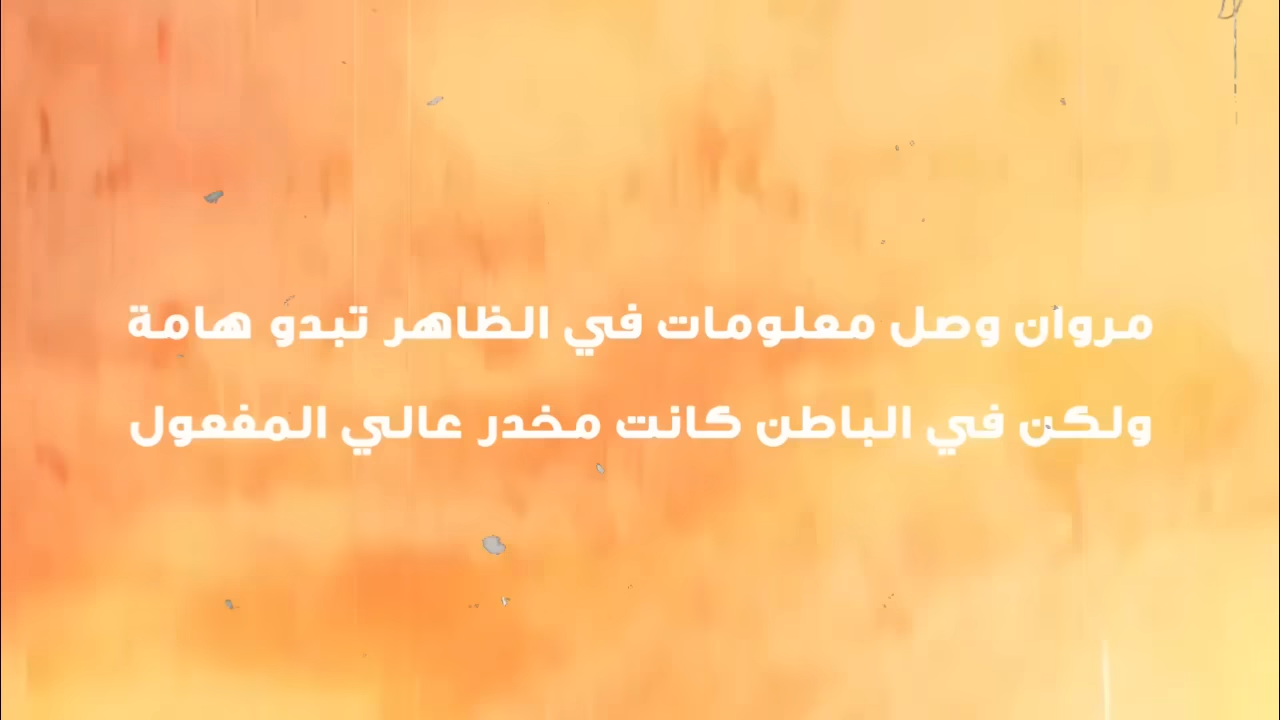 مروان وصل معلومات في الظاهر تبدو هامة
ولكن في الباطن كانت مخدر عالي المفعول